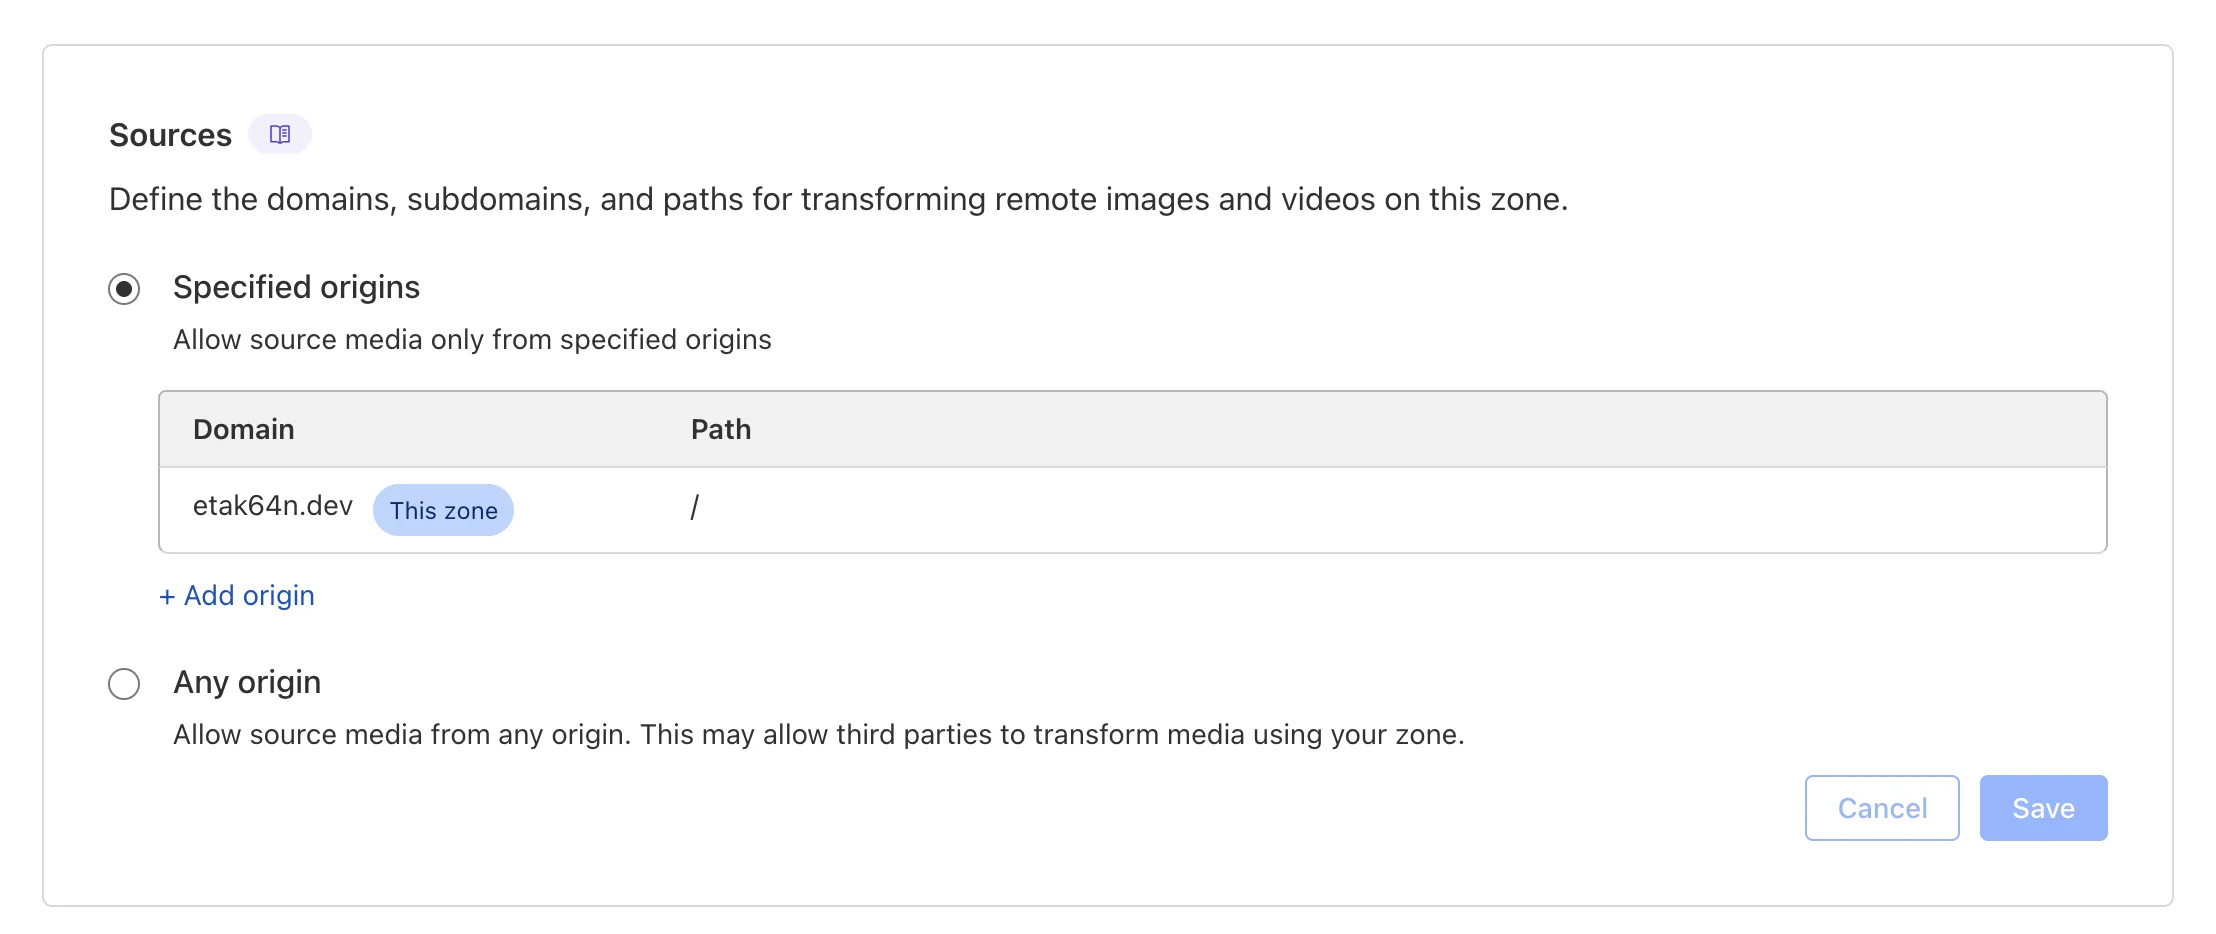 Sources
Define the domains, subdomains, and paths for transforming remote images and videos on this zone.
Specified origins
Allow source media only from specified origins
Domain Path
etak64n.dev This zone /
+ Add origin
Any origin
Allow source media from any origin. This may allow third parties to transform media using your zone.
Cancel Save